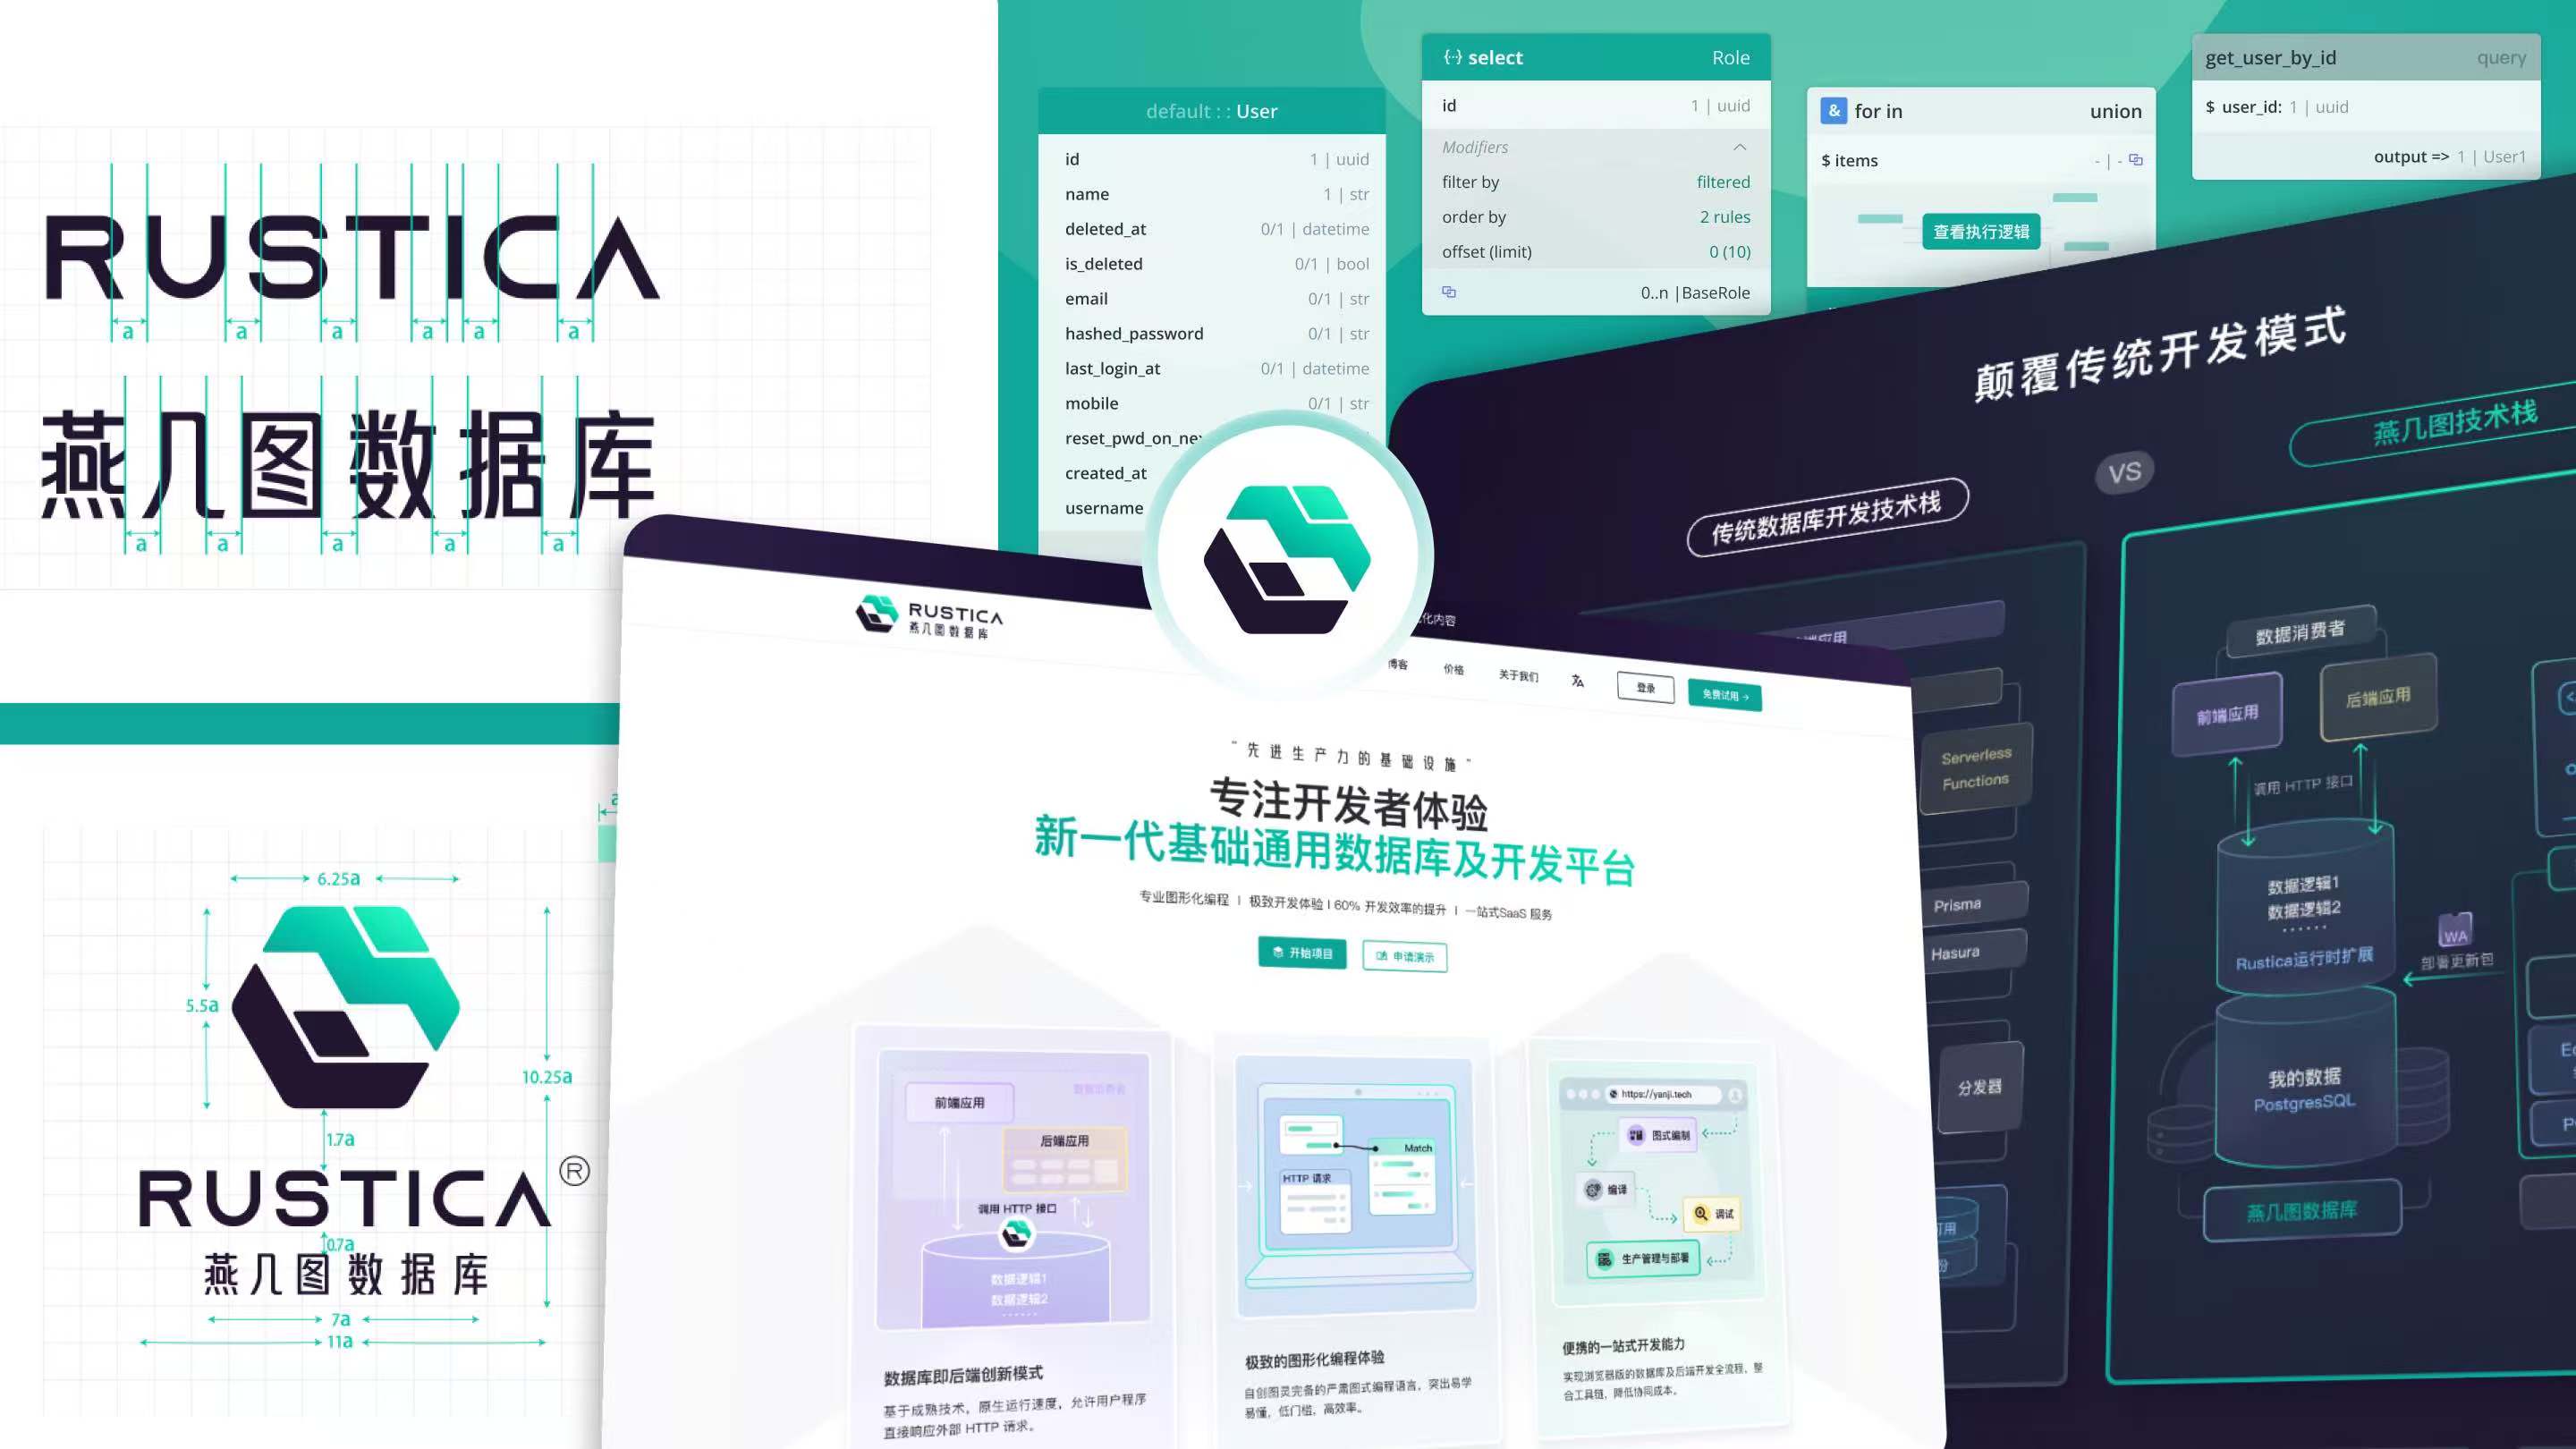 RUSTICA
a a a a a a
燕几图数据库
a a a a a
6.25a
5.5a
10.25a
1.7a
RUSTICA®
0.7a
燕几图数据库
7a
11a
default :: User
id 1 | uuid
name 1 | str
deleted_at 0/1 | datetime
is_deleted 0/1 | bool
email 0/1 | str
hashed_password 0/1 | str
last_login_at 0/1 | datetime
mobile 0/1 | str
reset_pwd_on_ne
created_at
username
{··} select Role
id 1 | uuid
Modifiers
filter by filtered
order by 2 rules
offset (limit) 0 (10)
0..n |BaseRole
& for in union
$ items - | -
查看执行逻辑
get_user_by_id query
$ user_id: 1 | uuid
output => 1 | User1
颠覆传统开发模式
传统数据库开发技术栈
VS
燕几图技术栈
化内容
应用
Serverless
Functions
Prisma
Hasura
分发器
数据消费者
前端应用
后端应用
调用 HTTP 接口
数据逻辑1
数据逻辑2
······
Rustica运行时扩展
WA
部署更新包
我的数据
PostgresSQL
燕几图数据库
RUSTICA
燕几图数据库
博客 价格 关于我们 登录 免费试用 →
"先进生产力的基础设施"
专注开发者体验
新一代基础通用数据库及开发平台
专业图形化编程 | 极致开发体验 | 60% 开发效率的提升 | 一站式SaaS 服务
开始项目 申请演示
数据消费者
前端应用
后端应用
调用 HTTP 接口
数据逻辑1
数据逻辑2
······
数据库即后端创新模式
基于成熟技术，原生运行速度，允许用户程序
直接响应外部 HTTP 请求。
Match
HTTP 请求
极致的图形化编程体验
自创图灵完备的严肃图式编程语言，突出易学
易懂，低门槛，高效率。
https://yanji.tech
图式编制
编译
调试
生产管理与部署
便携的一站式开发能力
实现浏览器版的数据库及后端开发全流程，整
合工具链，降低协同成本。